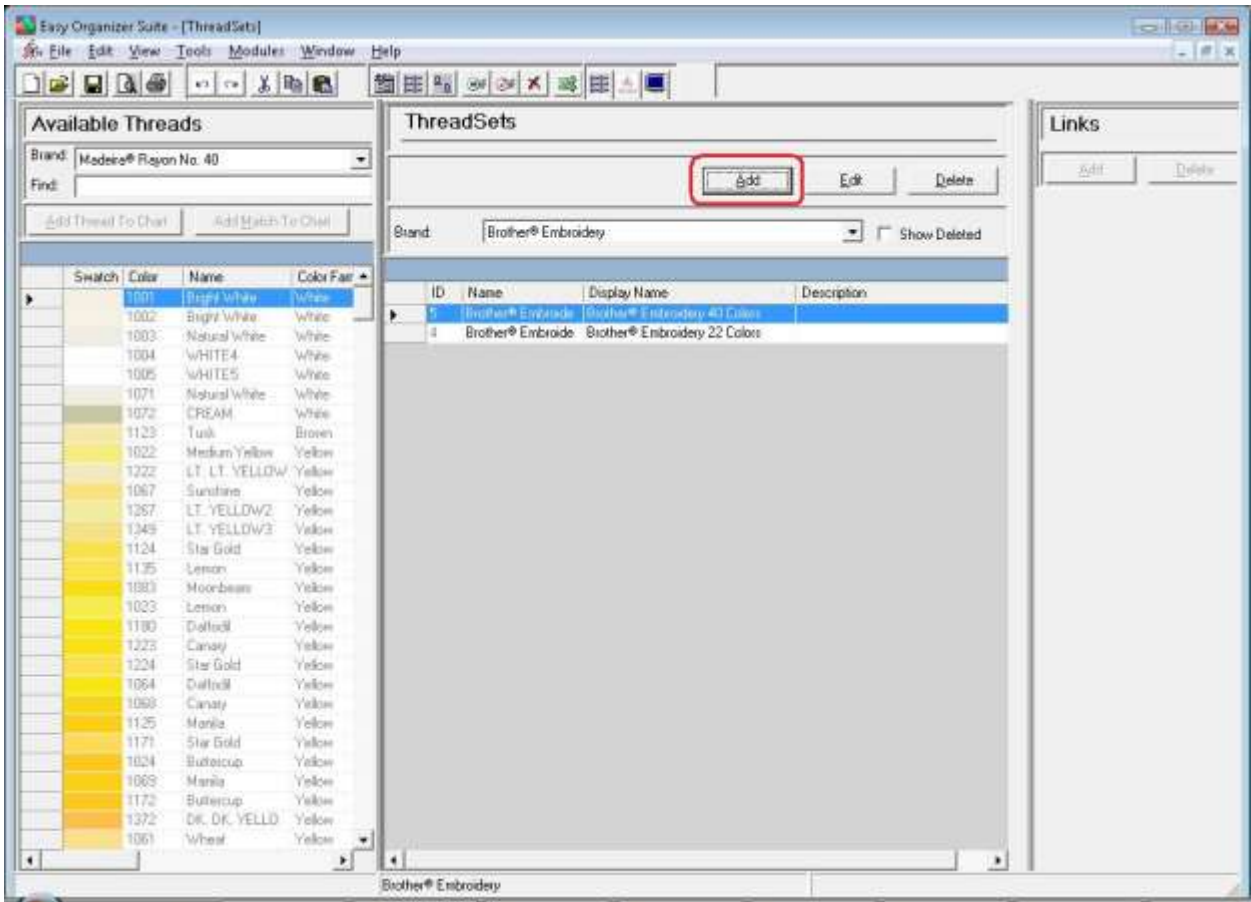 Easy Organizer Suite - [ThreadSets]
File Edit View Tools Modules Window Help
Available Threads
Brand: Madeira® Rayon No. 40
Find:
Add Thread To Chart Add Match To Chart
Swatch Color Name Color Fam
1001 Bright White White
1002 Bright White White
1003 Natural White White
1004 WHITE4 White
1005 WHITE5 White
1071 Natural White White
1072 CREAM White
1123 Tusk Brown
1022 Medium Yellow Yellow
1222 LT. LT. YELLOW Yellow
1067 Sunshine Yellow
1267 LT. YELLOW2 Yellow
1349 LT. YELLOW3 Yellow
1124 Star Gold Yellow
1135 Lemon Yellow
1083 Moonbeam Yellow
1023 Lemon Yellow
1180 Daffodil Yellow
1223 Canary Yellow
1224 Star Gold Yellow
1064 Daffodil Yellow
1068 Canary Yellow
1125 Manila Yellow
1171 Star Gold Yellow
1024 Buttercup Yellow
1069 Manila Yellow
1172 Buttercup Yellow
1372 DK. DK. YELLO Yellow
1061 Wheat Yellow
ThreadSets
Add Edit Delete
Brand: Brother® Embroidery Show Deleted
ID Name Display Name Description
5 Brother® Embroide Brother® Embroidery 40 Colors
4 Brother® Embroide Brother® Embroidery 22 Colors
Links
Add Delete
Brother® Embroidery